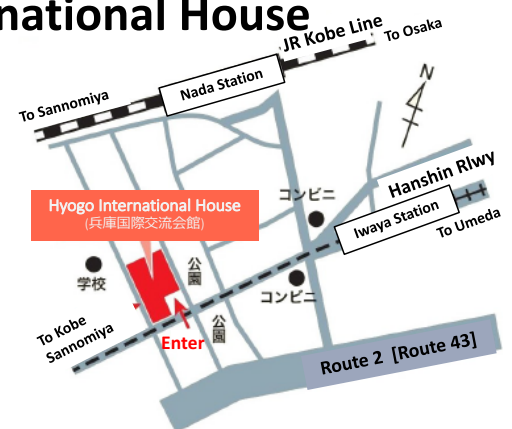 national House
JR Kobe Line
To Osaka
Nada Station
To Sannomiya
N
Hanshin Rlwy
コンビニ
Hyogo International House
(兵庫国際交流会館)
Iwaya Station
To Umeda
公園
学校
コンビニ
To Kobe
Sannomiya
公園
Enter
Route 2 [Route 43]